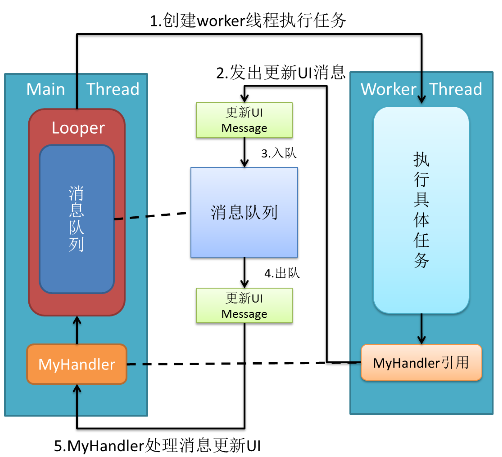 1.创建worker线程执行任务
Main Thread
Looper
消息队列
MyHandler
2.发出更新UI消息
更新UI
Message
3.入队
消息队列
4.出队
更新UI
Message
Worker Thread
执行具体任务
MyHandler引用
5.MyHandler处理消息更新UI